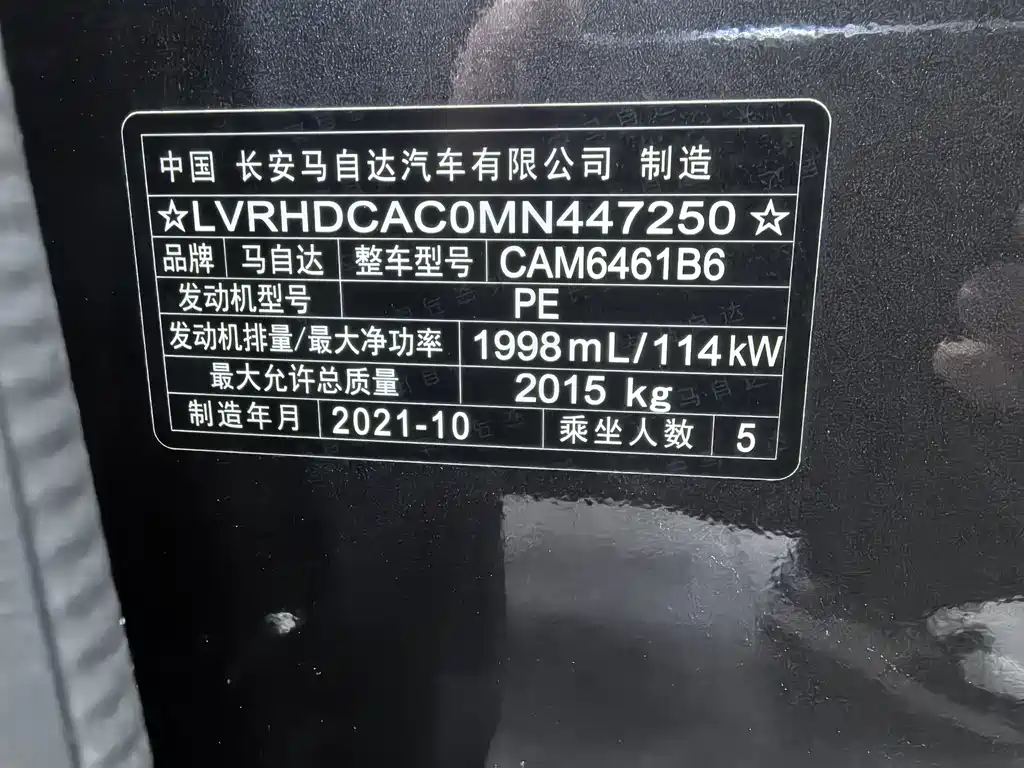 中国 长安马自达汽车有限公司 制造
☆LVRHDCAC0MN447250☆
品牌 马自达 整车型号 CAM6461B6
发动机型号 PE
发动机排量/最大净功率 1998mL/114kW
最大允许总质量 2015 kg
制造年月 2021-10 乘坐人数 5